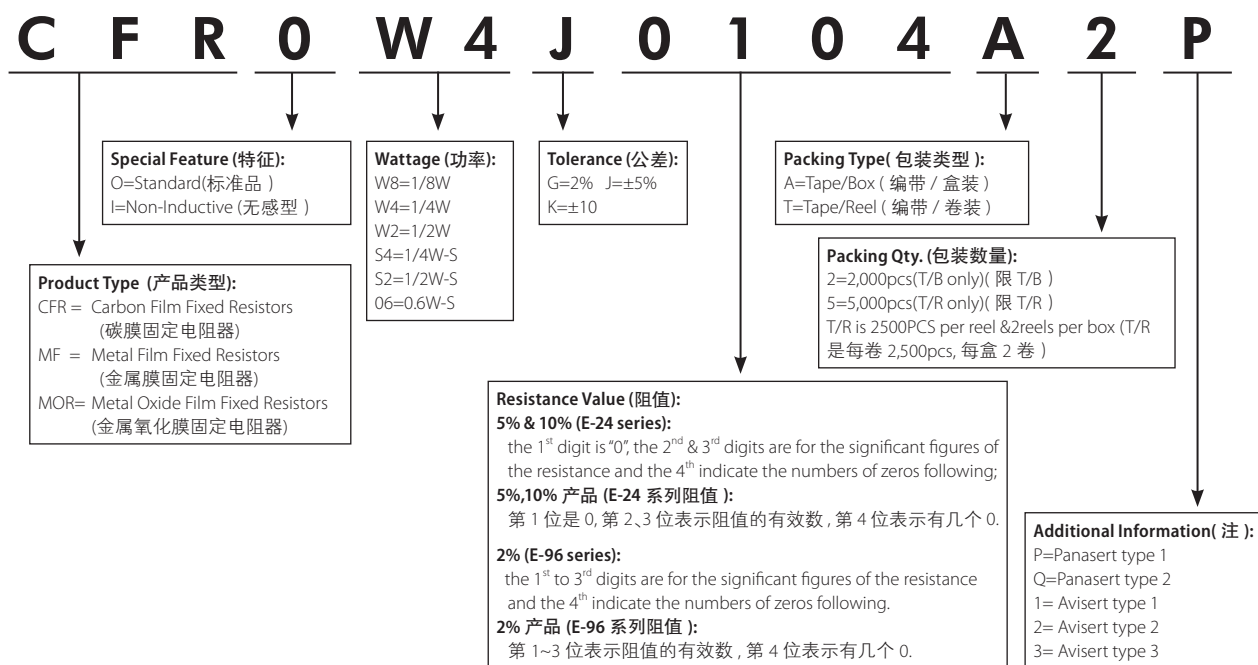 C F R 0 W 4 J 0 1 0 4 A 2 P
Special Feature (特征):
O=Standard(标准品 )
I=Non-Inductive (无感型 )
Wattage (功率):
W8=1/8W
W4=1/4W
W2=1/2W
S4=1/4W-S
S2=1/2W-S
06=0.6W-S
Tolerance (公差):
G=2% J=±5%
K=±10
Packing Type( 包装类型 ):
A=Tape/Box ( 编带 / 盒装 )
T=Tape/Reel ( 编带 / 卷装 )
Packing Qty. (包装数量):
2=2,000pcs(T/B only)( 限 T/B )
5=5,000pcs(T/R only)( 限 T/R )
T/R is 2500PCS per reel &2reels per box (T/R
是每卷 2,500pcs, 每盒 2 卷 )
Product Type (产品类型):
CFR = Carbon Film Fixed Resistors
(碳膜固定电阻器)
MF = Metal Film Fixed Resistors
(金属膜固定电阻器)
MOR= Metal Oxide Film Fixed Resistors
(金属氧化膜固定电阻器)
Resistance Value (阻值):
5% & 10% (E-24 series):
the 1st digit is “0”, the 2nd & 3rd digits are for the significant figures of
the resistance and the 4th indicate the numbers of zeros following;
5%,10% 产品 (E-24 系列阻值 ):
第 1 位是 0, 第 2、3 位表示阻值的有效数 , 第 4 位表示有几个 0.
2% (E-96 series):
the 1st to 3rd digits are for the significant figures of the resistance
and the 4th indicate the numbers of zeros following.
2% 产品 (E-96 系列阻值 ):
第 1~3 位表示阻值的有效数 , 第 4 位表示有几个 0.
Additional Information( 注 ):
P=Panasert type 1
Q=Panasert type 2
1= Avisert type 1
2= Avisert type 2
3= Avisert type 3